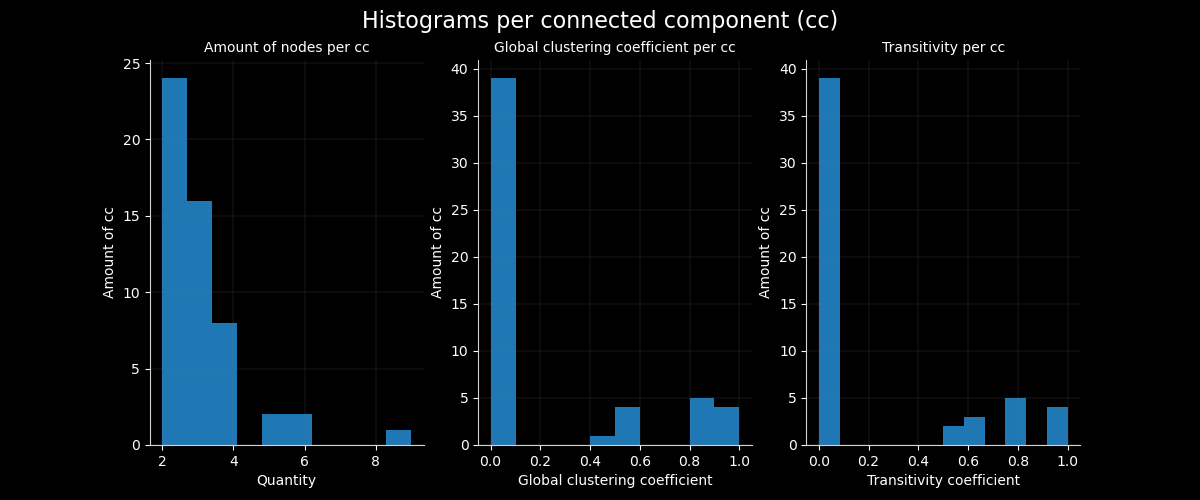 Histograms per connected component (cc)
Amount of nodes per cc
Global clustering coefficient per cc
Transitivity per cc
25
20
15
10
5
0
Amount of cc
2 4 6 8
Quantity
40
35
30
25
20
15
10
5
0
Amount of cc
0.0 0.2 0.4 0.6 0.8 1.0
Global clustering coefficient
40
35
30
25
20
15
10
5
0
Amount of cc
0.0 0.2 0.4 0.6 0.8 1.0
Transitivity coefficient